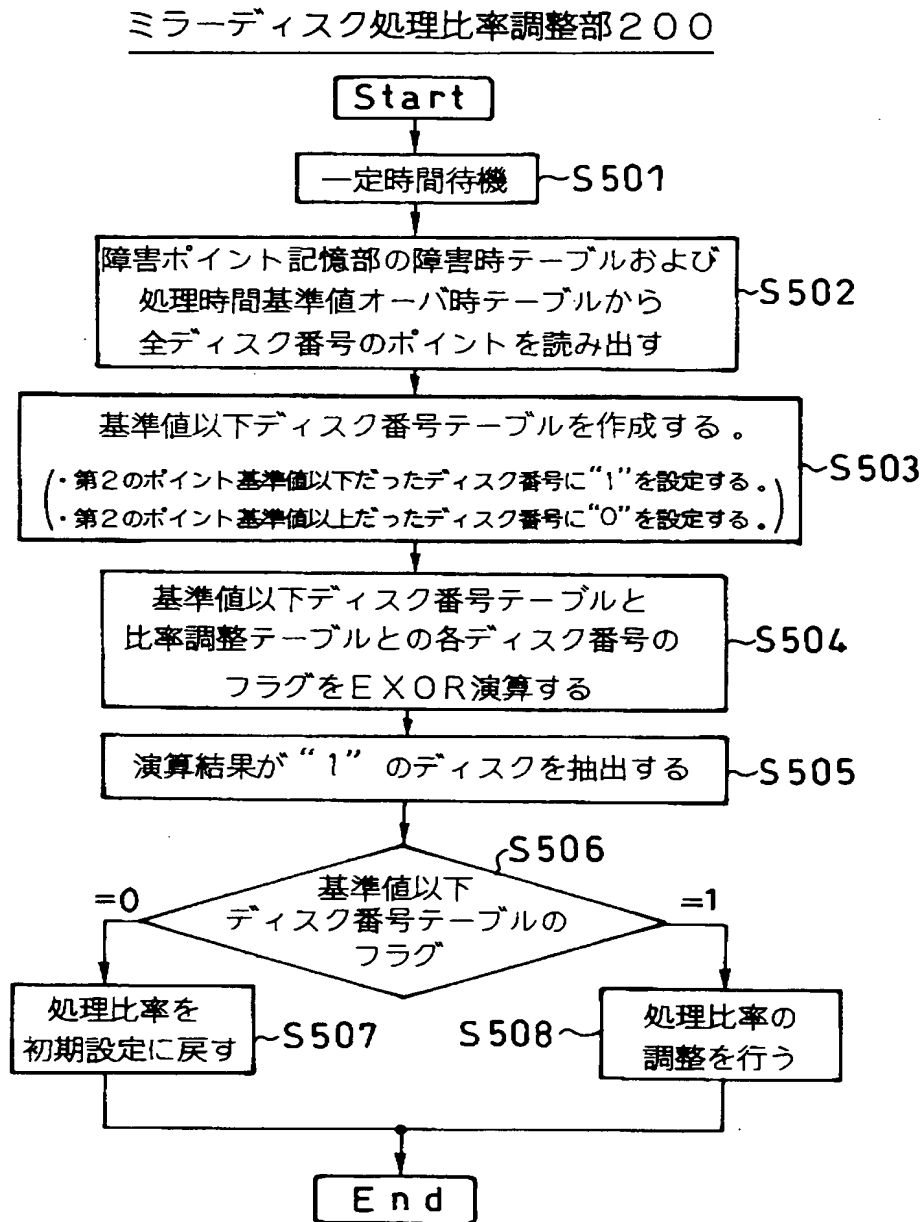 ミラーディスク処理比率調整部200
Start
一定時間待機
S501
障害ポイント記憶部の障害時テーブルおよび
処理時間基準値オーバ時テーブルから
全ディスク番号のポイントを読み出す
S502
基準値以下ディスク番号テーブルを作成する。
(・第2のポイント基準値以下だったディスク番号に“1”を設定する。
・第2のポイント基準値以上だったディスク番号に“0”を設定する。)
S503
基準値以下ディスク番号テーブルと
比率調整テーブルとの各ディスク番号の
フラグをEXOR演算する
S504
演算結果が“1”のディスクを抽出する
S505
S506
基準値以下
ディスク番号テーブルの
フラグ
=0
=1
処理比率を
初期設定に戻す
S507
S508
処理比率の
調整を行う
End